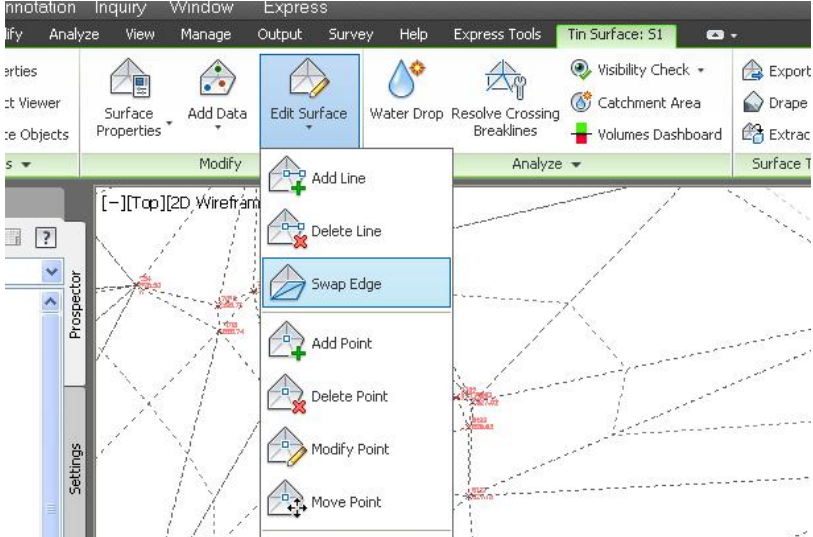 nnotation Inquiry Window Express
ify Analyze View Manage Output Survey Help Express Tools Tin Surface: S1
erties
ct Viewer
ce Objects
s
Surface Properties
Add Data
Edit Surface
Modify
Water Drop
Resolve Crossing Breaklines
Visibility Check
Catchment Area
Volumes Dashboard
Analyze
Export
Drape
Extrac
Surface T
[-][Top][2D Wirefram
?
Prospector
Settings
Add Line
Delete Line
Swap Edge
Add Point
Delete Point
Modify Point
Move Point